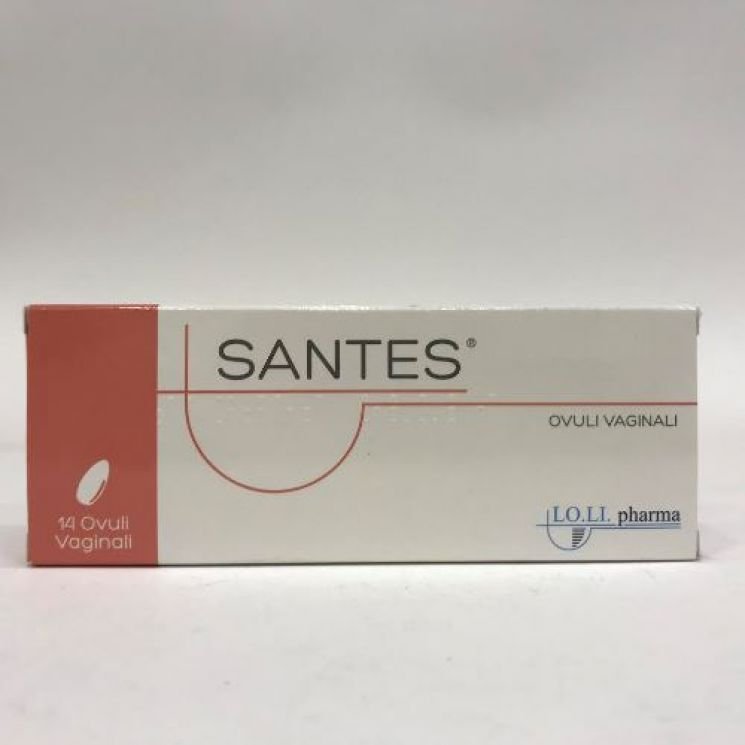 SANTES®
OVULI VAGINALI
14 Ovuli
Vaginali
LO.LI. pharma